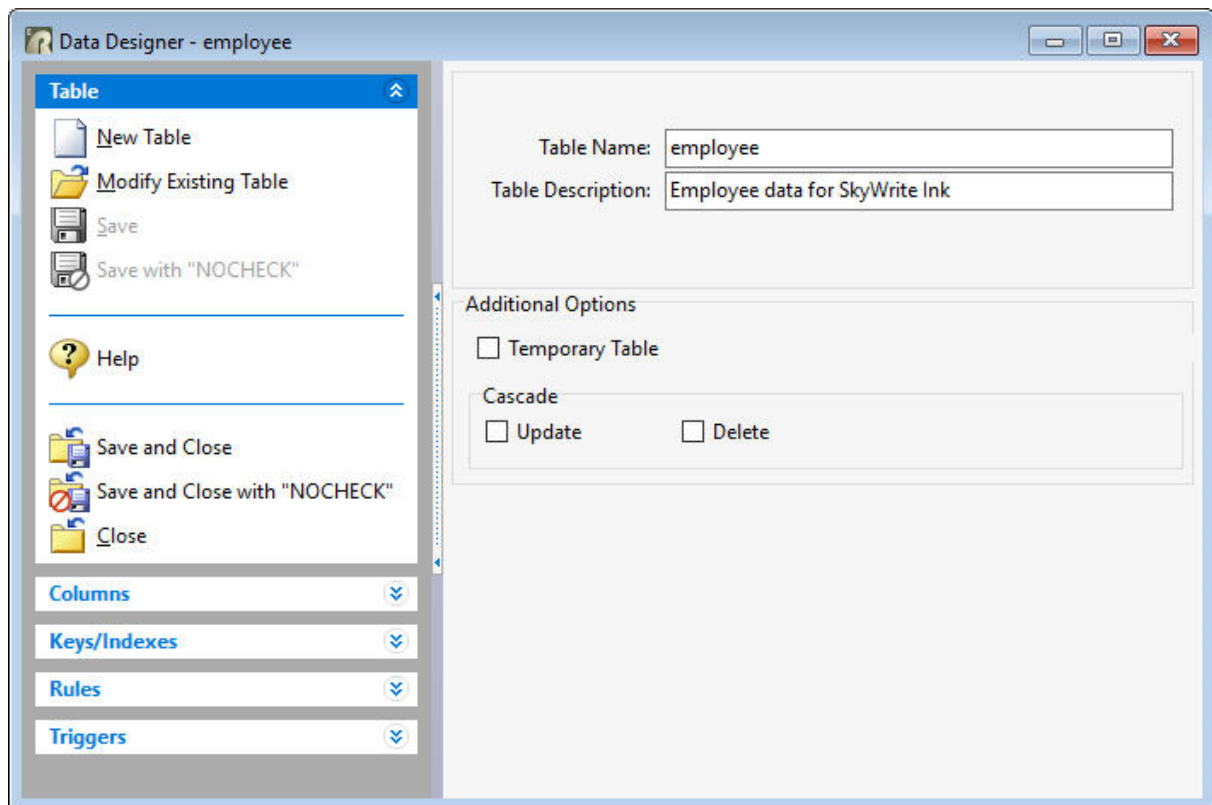 Data Designer - employee
Table
New Table
Modify Existing Table
Save
Save with "NOCHECK"
Help
Save and Close
Save and Close with "NOCHECK"
Close
Columns
Keys/Indexes
Rules
Triggers
Table Name: employee
Table Description: Employee data for SkyWrite Ink
Additional Options
Temporary Table
Cascade
Update Delete